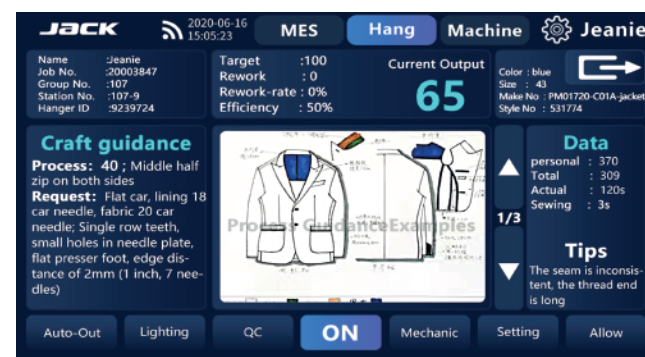 JACK
2020-06-16
15:05:23
MES
Hang
Machine
Jeanie
Name :Jeanie
Job No. :20003847
Group No. :107
Station No. :107-9
Hanger ID :9239724
Target :100
Rework : 0
Rework-rate : 0%
Efficiency : 50%
Current Output
65
Color : blue
Size : 43
Make No : PM01720-C01A-jacket
Style No : 531774
Craft guidance
Process: 40 ; Middle half
zip on both sides
Request: Flat car, lining 18
car needle, fabric 20 car
needle; Single row teeth,
small holes in needle plate,
flat presser foot, edge dis-
tance of 2mm (1 inch, 7 nee-
dles)
Process GuidanceExamples
1/3
Data
personal : 370
Total : 309
Actual : 120s
Sewing : 3s
Tips
The seam is inconsis-
tent, the thread end
is long
Auto-Out
Lighting
QC
ON
Mechanic
Setting
Allow